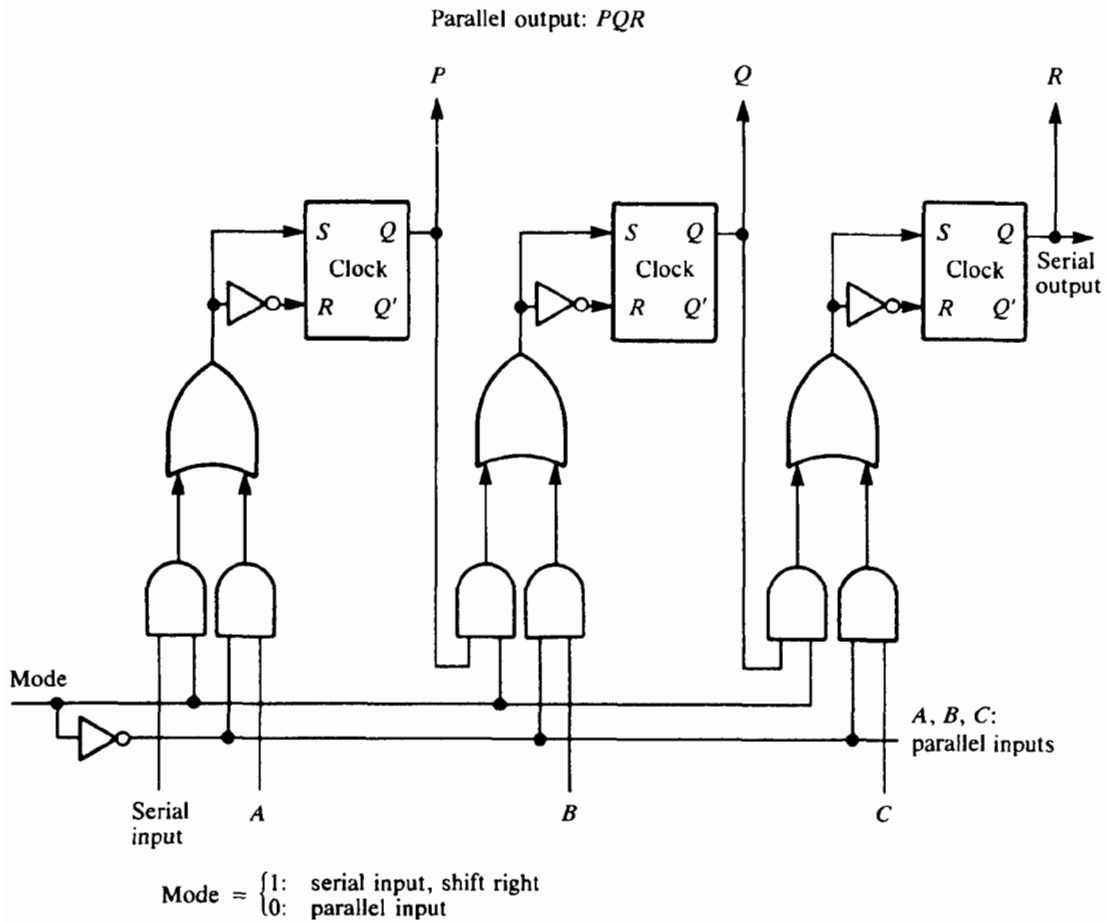 Parallel output: PQR
P Q R
S Q S Q S Q
Clock Clock Clock Serial output
R Q' R Q' R Q'
Mode
A, B, C:
parallel inputs
Serial input A B C
Mode = { 1: serial input, shift right
0: parallel input